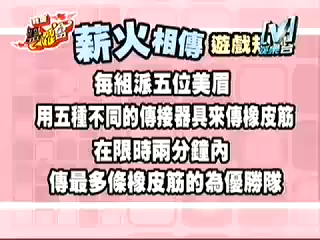 薪火相傳 遊戲規
每組派五位美眉
用五種不同的傳接器具來傳橡皮筋
在限時兩分鐘內
傳最多條橡皮筋的為優勝隊